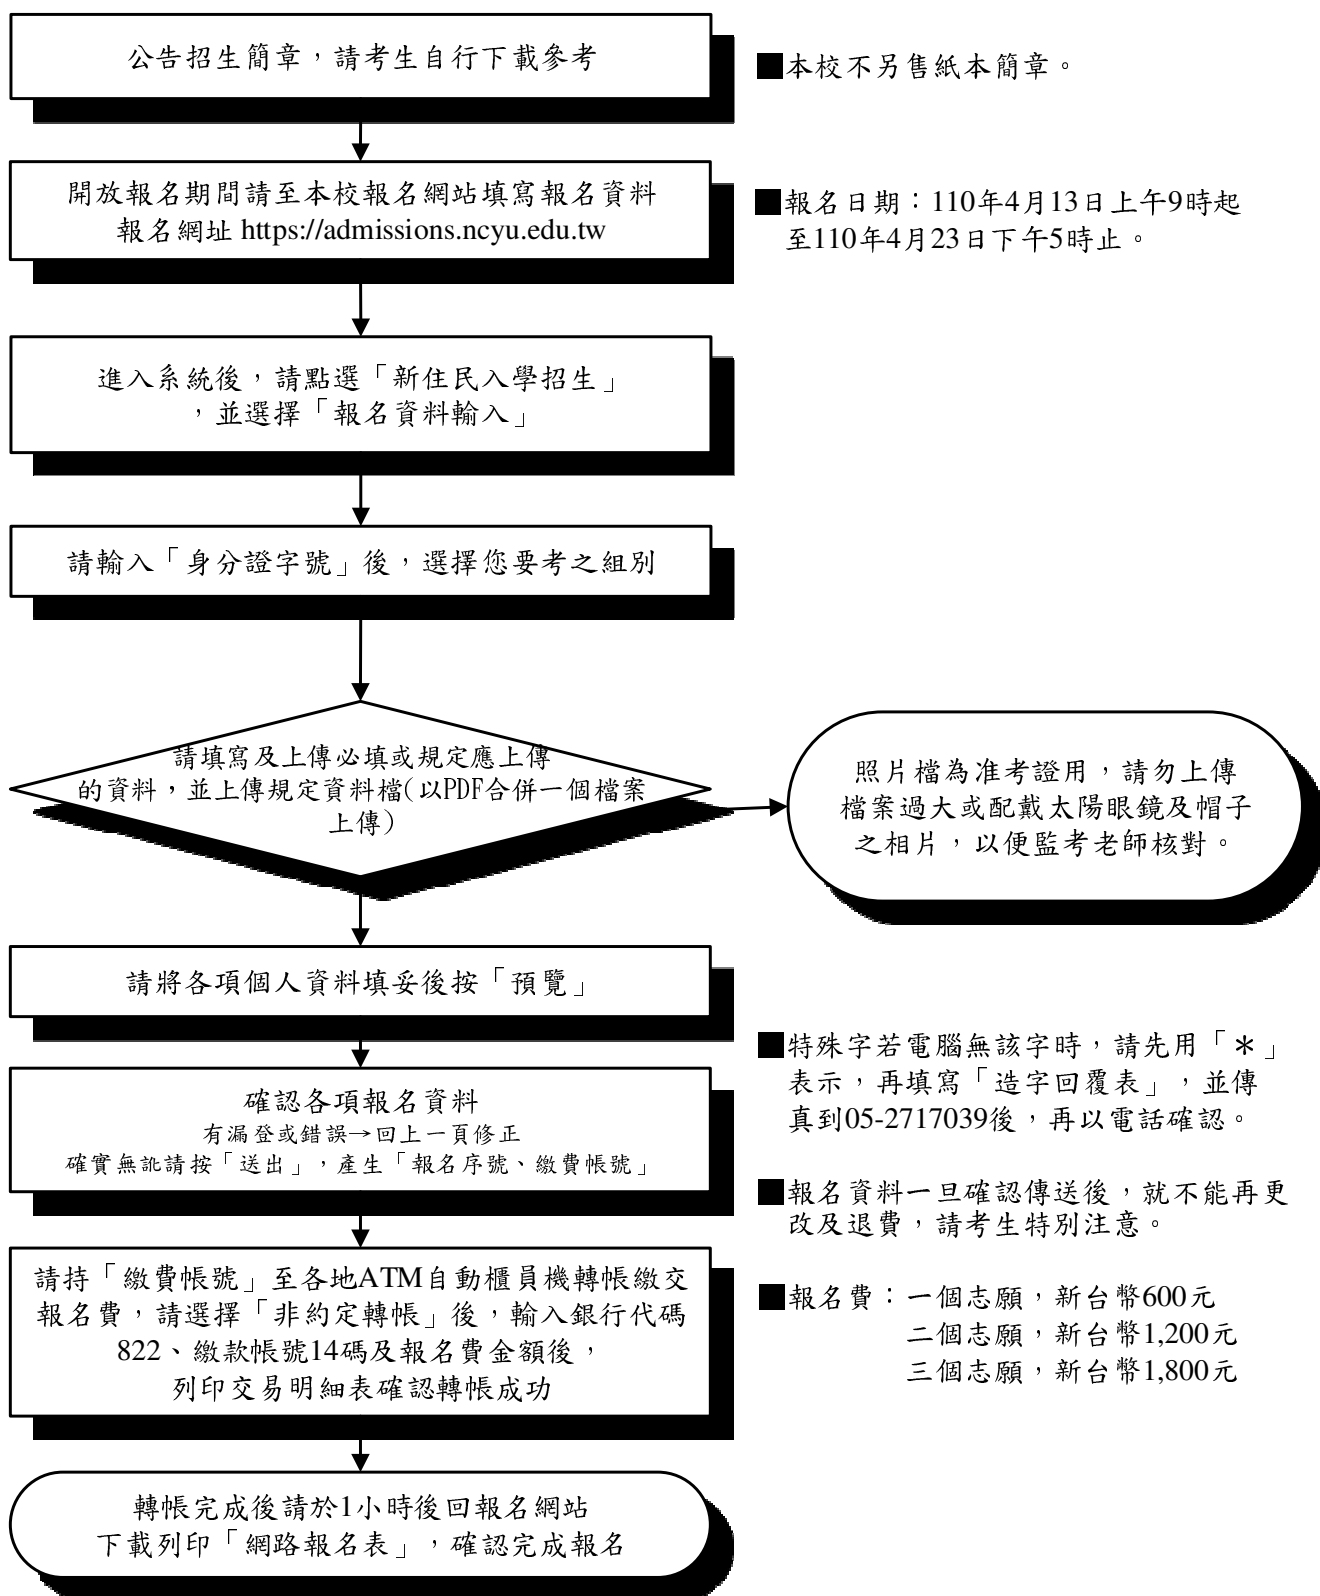 公告招生簡章，請考生自行下載參考
■本校不另售紙本簡章。
開放報名期間請至本校報名網站填寫報名資料
報名網址 https://admissions.ncyu.edu.tw
■報名日期：110年4月13日上午9時起
至110年4月23日下午5時止。
進入系統後，請點選「新住民入學招生」
，並選擇「報名資料輸入」
請輸入「身分證字號」後，選擇您要考之組別
請填寫及上傳必填或規定應上傳
的資料，並上傳規定資料檔(以PDF合併一個檔案
上傳)
照片檔為准考證用，請勿上傳
檔案過大或配戴太陽眼鏡及帽子
之相片，以便監考老師核對。
請將各項個人資料填妥後按「預覽」
■特殊字若電腦無該字時，請先用「＊」
表示，再填寫「造字回覆表」，並傳
真到05-2717039後，再以電話確認。
確認各項報名資料
有漏登或錯誤→回上一頁修正
確實無訛請按「送出」，產生「報名序號、繳費帳號」
■報名資料一旦確認傳送後，就不能再更
改及退費，請考生特別注意。
請持「繳費帳號」至各地ATM自動櫃員機轉帳繳交
報名費，請選擇「非約定轉帳」後，輸入銀行代碼
822、繳款帳號14碼及報名費金額後，
列印交易明細表確認轉帳成功
■報名費：一個志願，新台幣600元
二個志願，新台幣1,200元
三個志願，新台幣1,800元
轉帳完成後請於1小時後回報名網站
下載列印「網路報名表」，確認完成報名